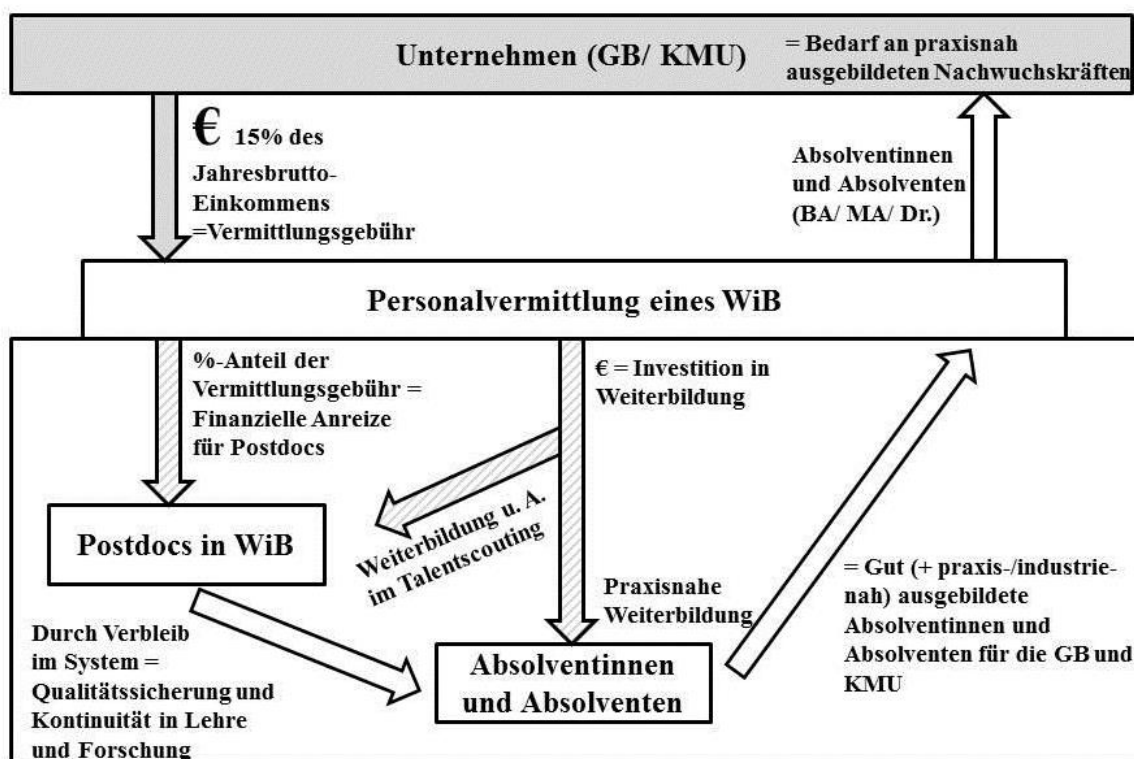 Unternehmen (GB/ KMU)
= Bedarf an praxisnah
ausgebildeten Nachwuchskräften
€ 15% des
Jahresbrutto-
Einkommens
=Vermittlungsgebühr
Absolventinnen
und Absolventen
(BA/ MA/ Dr.)
Personalvermittlung eines WiB
%-Anteil der
Vermittlungsgebühr =
Finanzielle Anreize
für Postdocs
€ = Investition in
Weiterbildung
Postdocs in WiB
Weiterbildung u. A.
im Talentscouting
Durch Verbleib
im System =
Qualitätssicherung und
Kontinuität in Lehre
und Forschung
Praxisnahe
Weiterbildung
Absolventinnen
und Absolventen
= Gut (+ praxis-/industrie-
nah) ausgebildete
Absolventinnen und
Absolventen für die GB und
KMU